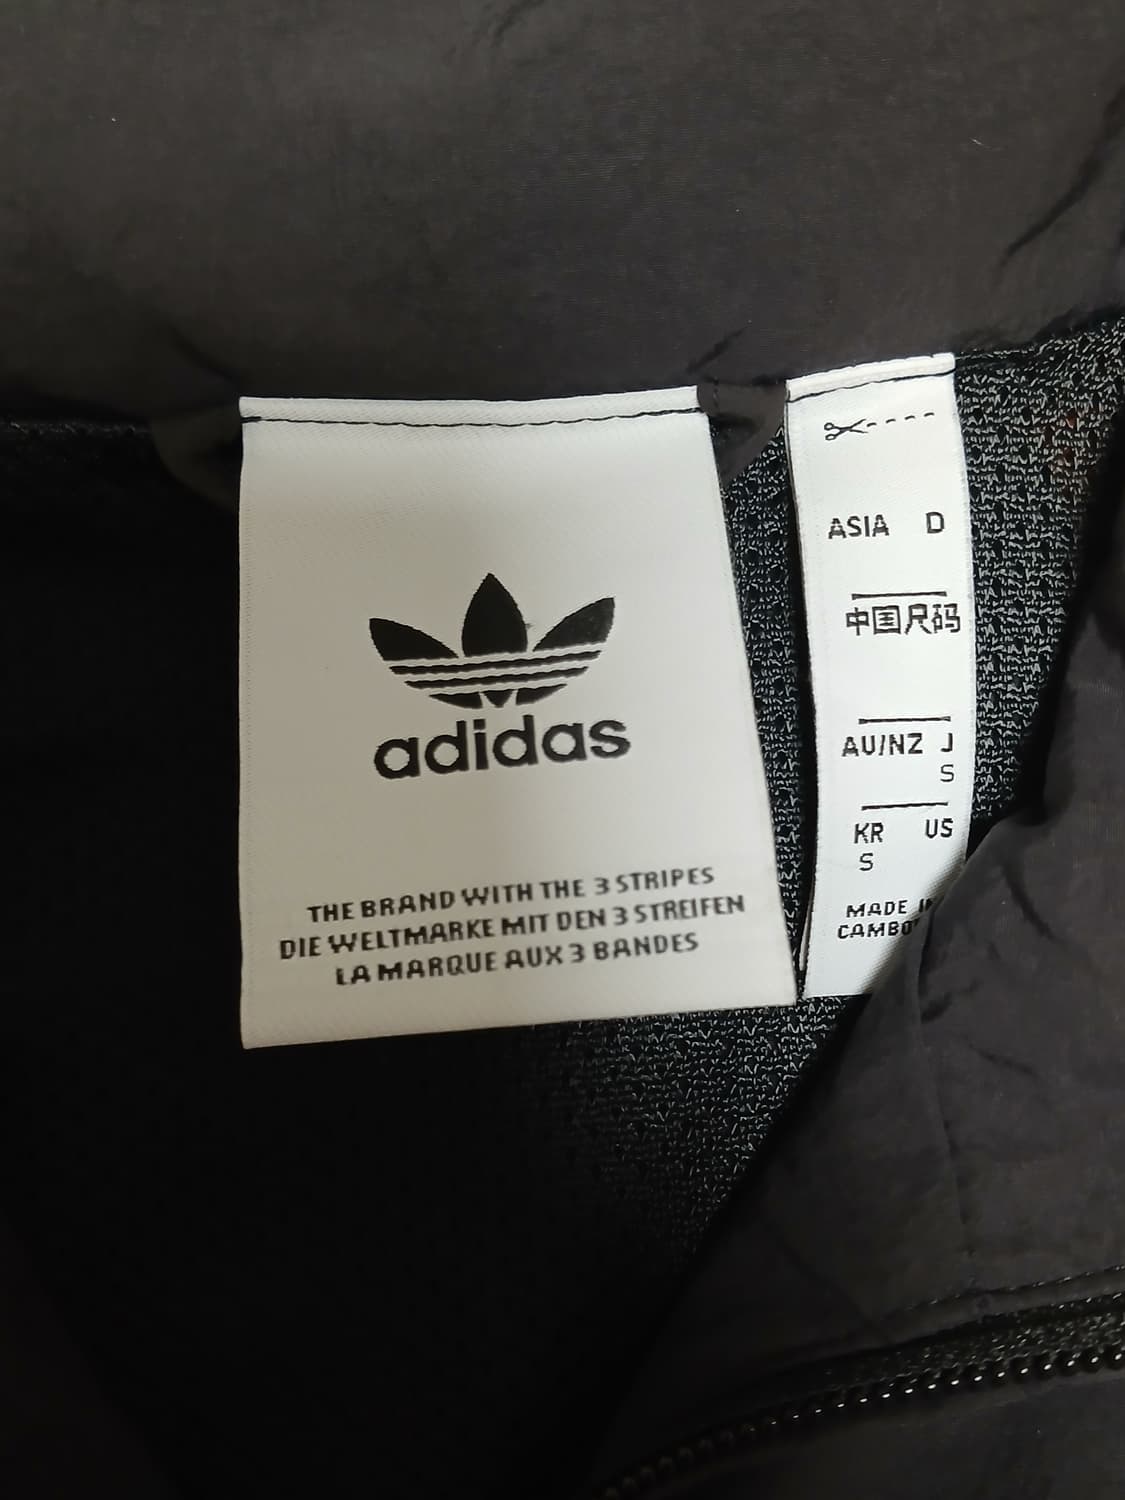 adidas
THE BRAND WITH THE 3 STRIPES
DIE WELTMARKE MIT DEN 3 STREIFEN
LA MARQUE AUX 3 BANDES
ASIA D
中国尺码
AU/NZ J
S
KR US
S
MADE